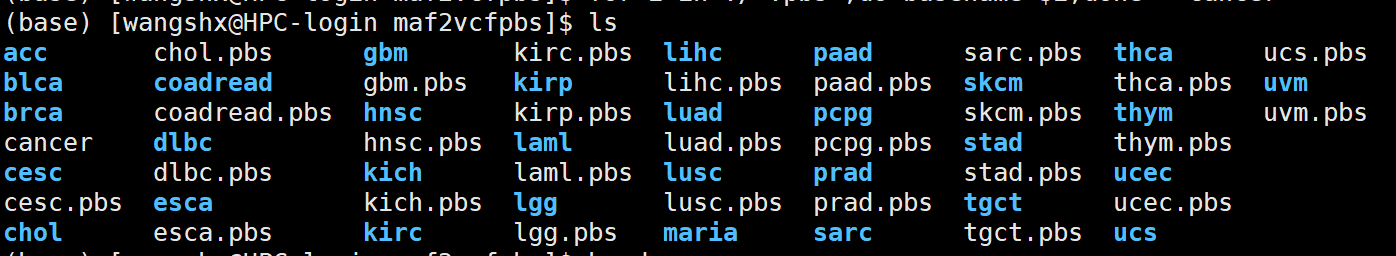 (base) [wangshx@HPC-login maf2vcfpbs]$ ls
acc chol.pbs gbm kirc.pbs lihc paad sarc.pbs thca ucs.pbs
blca coadread gbm.pbs kirp lihc.pbs paad.pbs skcm thca.pbs uvm
brca coadread.pbs hnsc kirp.pbs luad pcpg skcm.pbs thym uvm.pbs
cancer dlbc hnsc.pbs laml luad.pbs pcpg.pbs stad thym.pbs
cesc dlbc.pbs kich laml.pbs lusc prad stad.pbs ucec
cesc.pbs esca kich.pbs lgg lusc.pbs prad.pbs tgct ucec.pbs
chol esca.pbs kirc lgg.pbs maria sarc tgct.pbs ucs